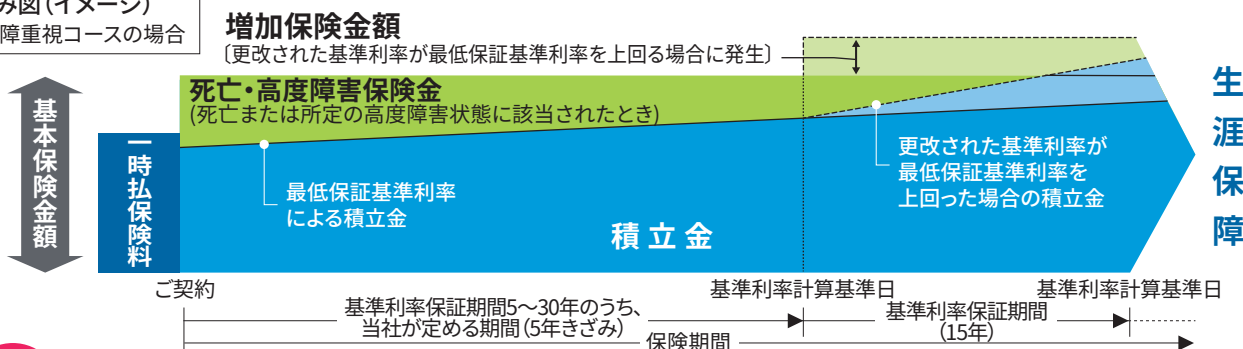 み図(イメージ)
障重視コースの場合
増加保険金額
〔更改された基準利率が最低保証基準利率を上回る場合に発生〕
死亡・高度障害保険金
(死亡または所定の高度障害状態に該当されたとき)
基本保険金額
一時払保険料
最低保証基準利率
による積立金
積立金
更改された基準利率が
最低保証基準利率を
上回った場合の積立金
生涯保障
ご契約
基準利率計算基準日
基準利率計算基準日
基準利率保証期間5〜30年のうち、
当社が定める期間(5年きざみ)
基準利率保証期間
(15年)
保険期間